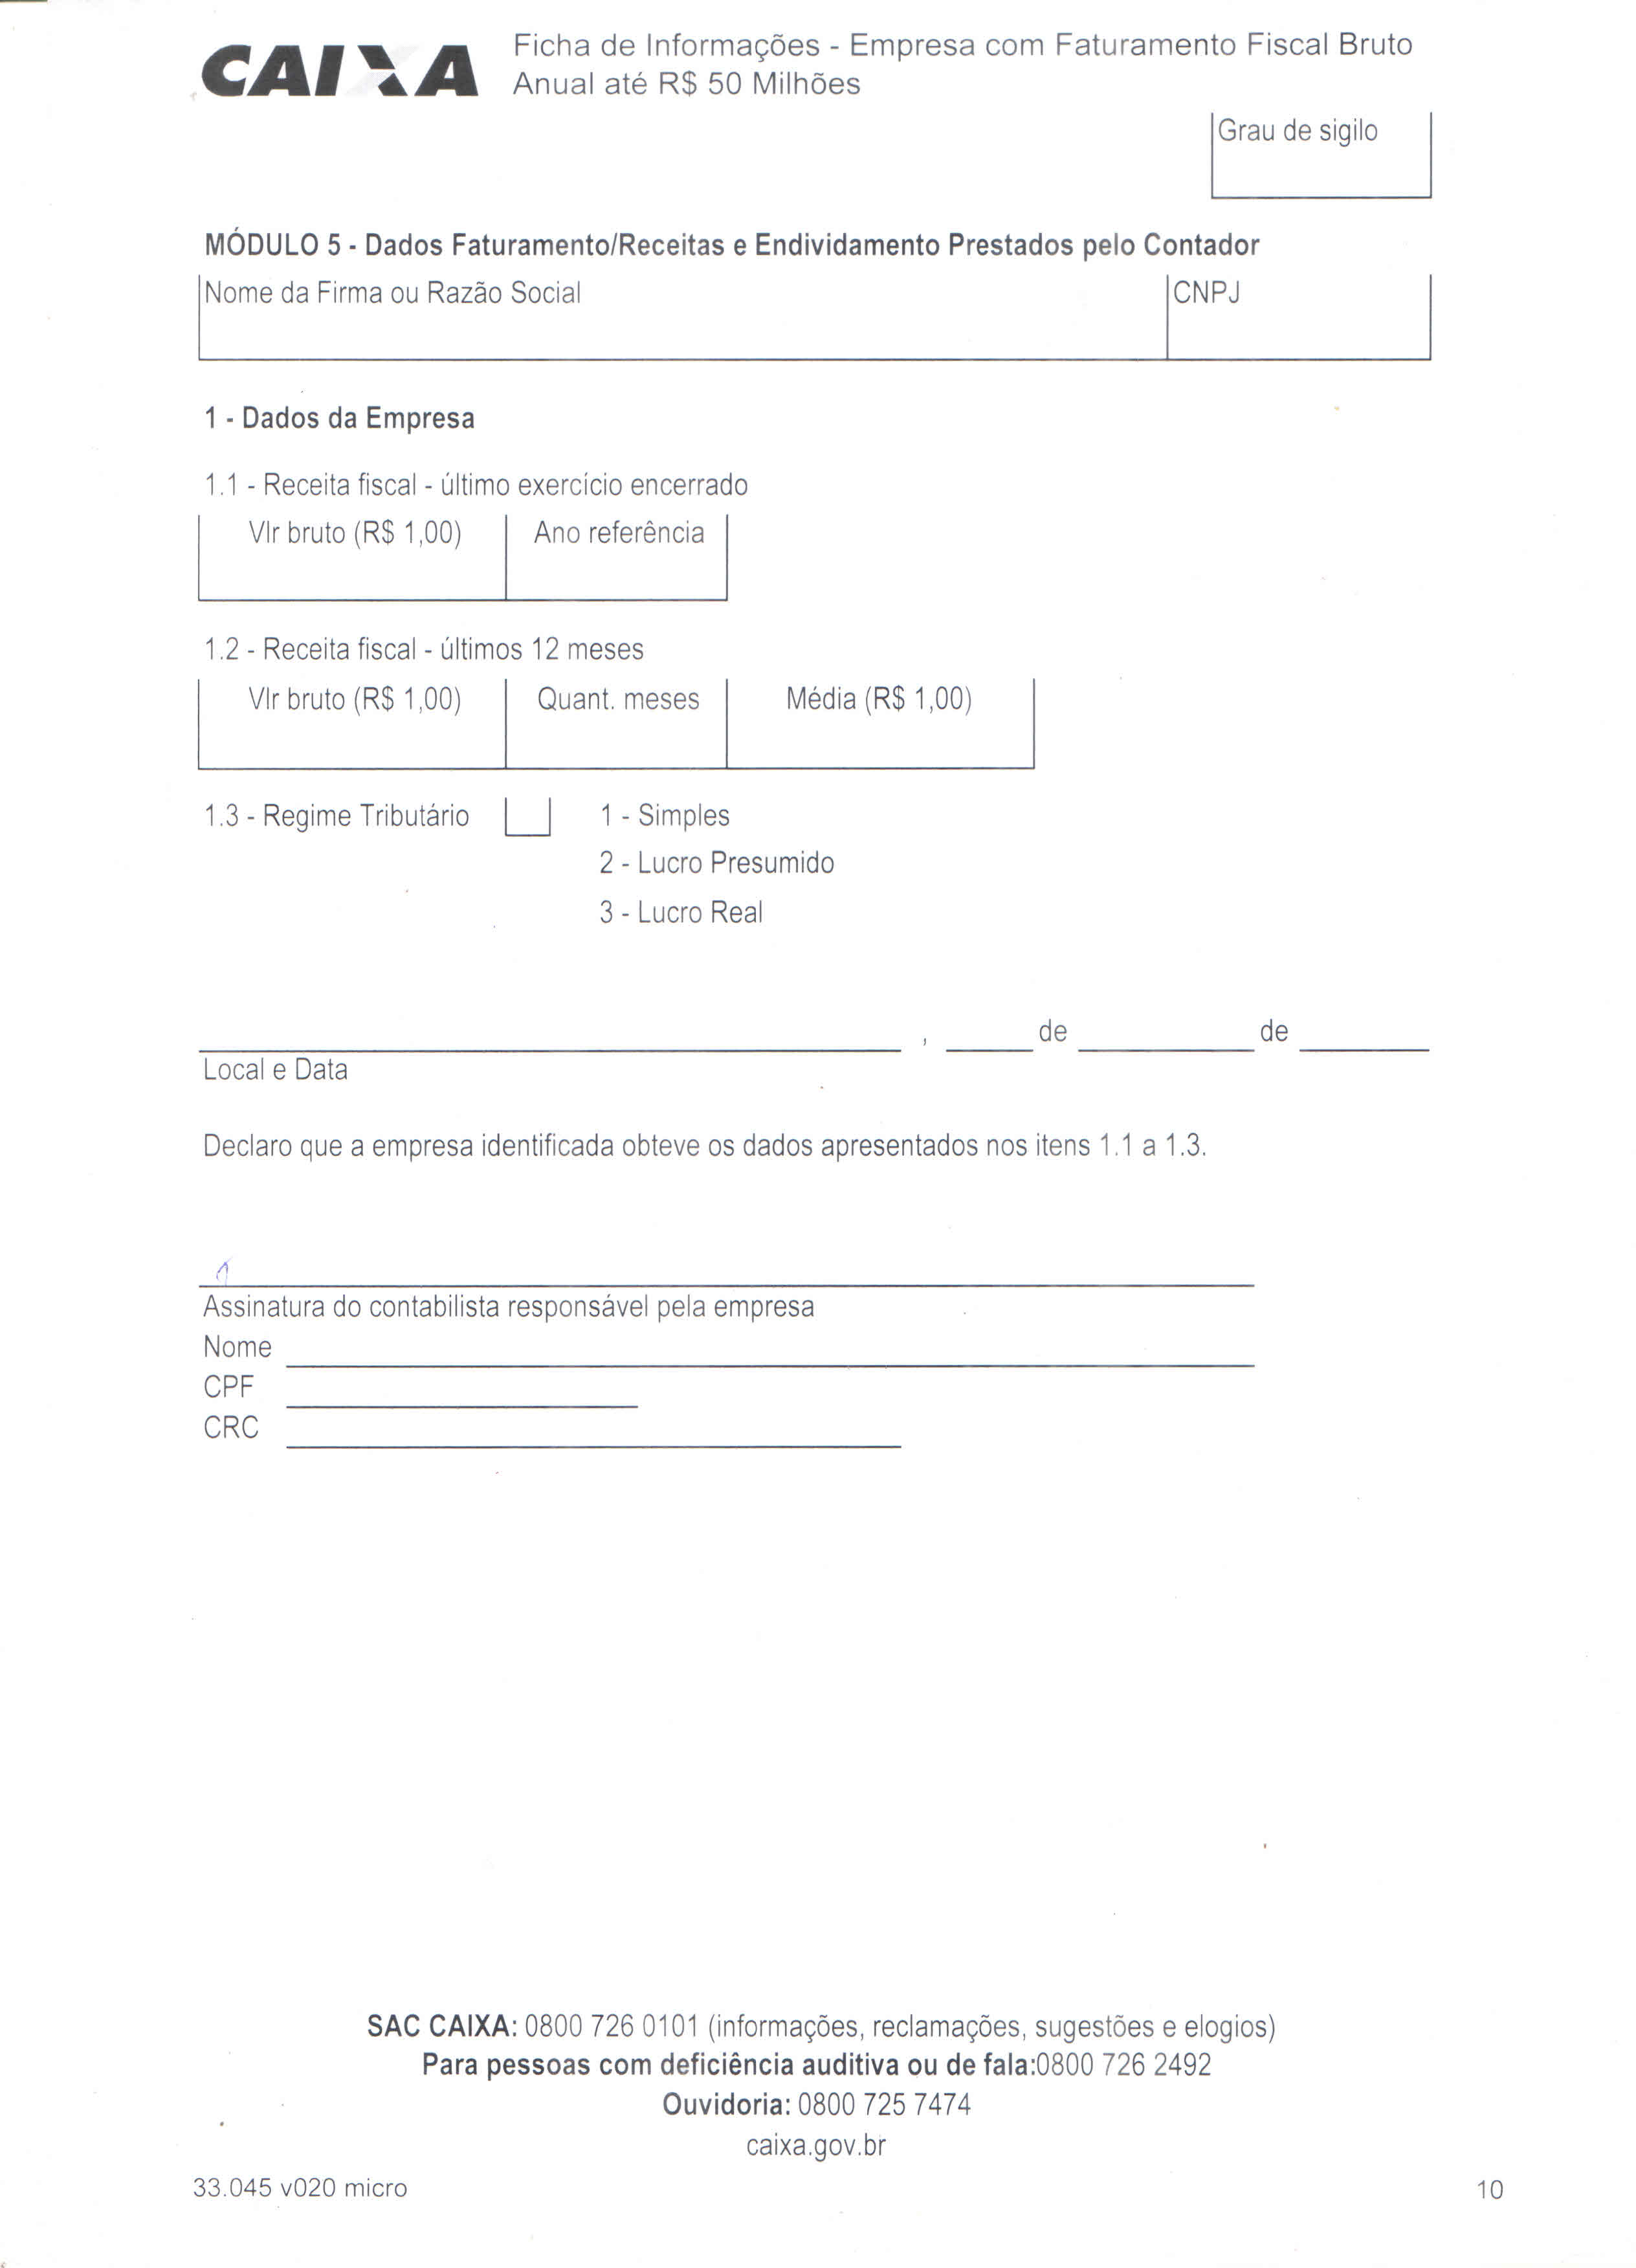 CAIXA
Ficha de Informações - Empresa com Faturamento Fiscal Bruto
Anual até R$ 50 Milhões
Grau de sigilo
MÓDULO 5 - Dados Faturamento/Receitas e Endividamento Prestados pelo Contador
Nome da Firma ou Razão Social CNPJ
1 - Dados da Empresa
1.1 - Receita fiscal - último exercício encerrado
Vlr bruto (R$ 1,00) Ano referência
1.2 - Receita fiscal - últimos 12 meses
Vlr bruto (R$ 1,00) Quant. meses Média (R$ 1,00)
1.3 - Regime Tributário 1 - Simples
2 - Lucro Presumido
3 - Lucro Real
, de de
Local e Data
Declaro que a empresa identificada obteve os dados apresentados nos itens 1.1 a 1.3.
Assinatura do contabilista responsável pela empresa
Nome
CPF
CRC
SAC CAIXA: 0800 726 0101 (informações, reclamações, sugestões e elogios)
Para pessoas com deficiência auditiva ou de fala:0800 726 2492
Ouvidoria: 0800 725 7474
caixa.gov.br
33.045 v020 micro 10